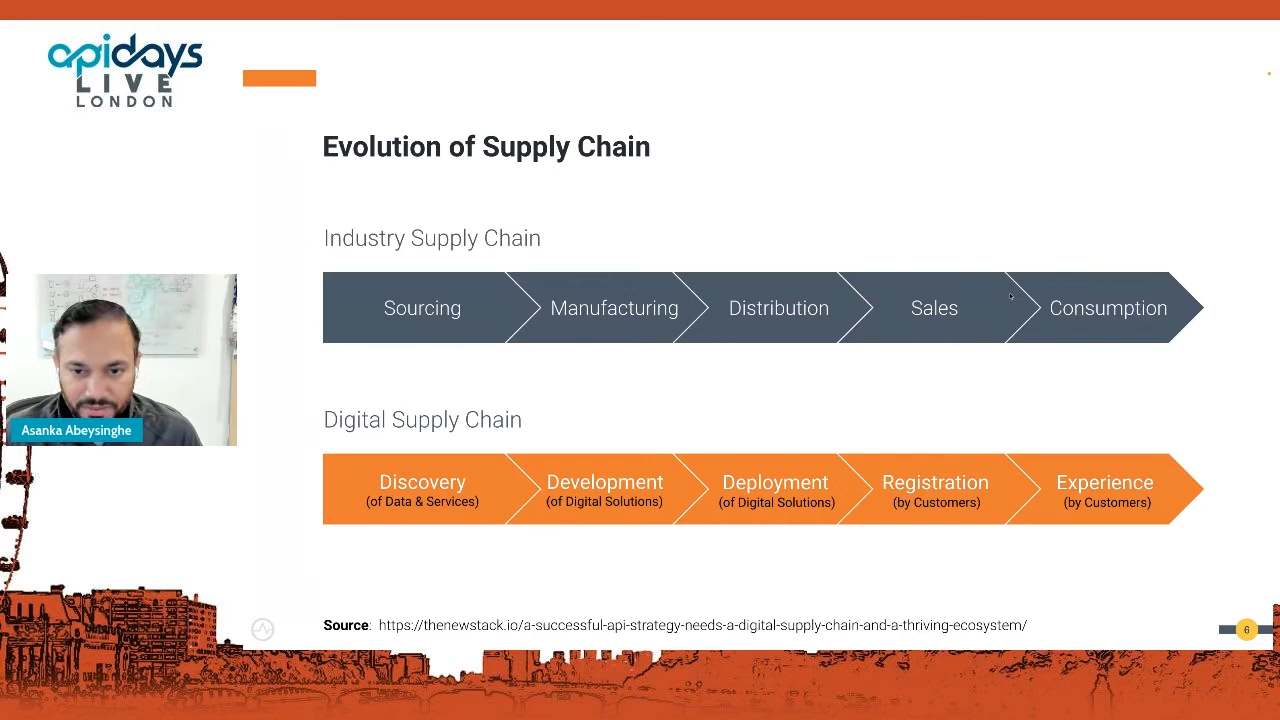 apidays
LIVE
LONDON
Evolution of Supply Chain
Industry Supply Chain
Sourcing
Manufacturing
Distribution
Sales
Consumption
Asanka Abeysinghe
Digital Supply Chain
Discovery
(of Data & Services)
Development
(of Digital Solutions)
Deployment
(of Digital Solutions)
Registration
(by Customers)
Experience
(by Customers)
Source: https://thenewstack.io/a-successful-api-strategy-needs-a-digital-supply-chain-and-a-thriving-ecosystem/
6